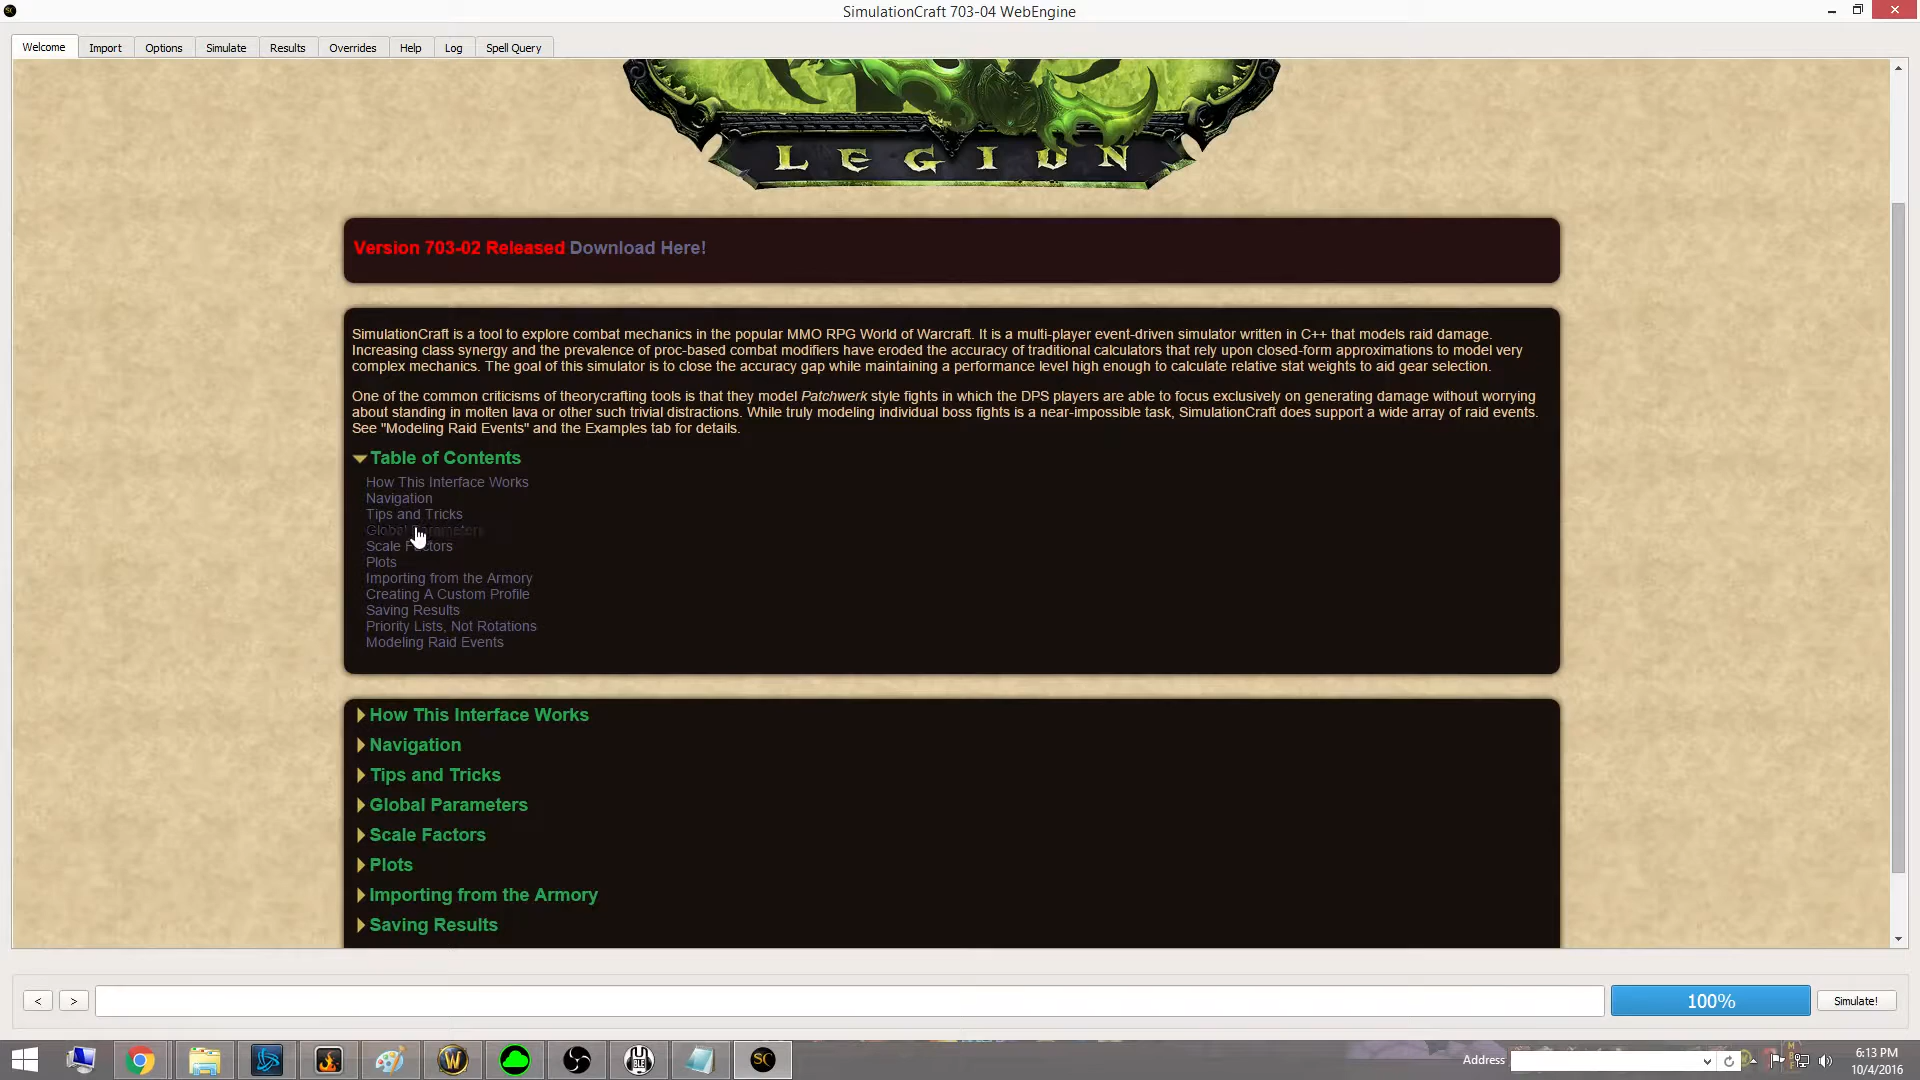 SimulationCraft 703-04 WebEngine
Welcome Import Options Simulate Results Overrides Help Log Spell Query
LEGION
Version 703-02 Released Download Here!
SimulationCraft is a tool to explore combat mechanics in the popular MMO RPG World of Warcraft. It is a multi-player event-driven simulator written in C++ that models raid damage.
Increasing class synergy and the prevalence of proc-based combat modifiers have eroded the accuracy of traditional calculators that rely upon closed-form approximations to model very
complex mechanics. The goal of this simulator is to close the accuracy gap while maintaining a performance level high enough to calculate relative stat weights to aid gear selection.
One of the common criticisms of theorycrafting tools is that they model Patchwerk style fights in which the DPS players are able to focus exclusively on generating damage without worrying
about standing in molten lava or other such trivial distractions. While truly modeling individual boss fights is a near-impossible task, SimulationCraft does support a wide array of raid events.
See "Modeling Raid Events" and the Examples tab for details.
Table of Contents
How This Interface Works
Navigation
Tips and Tricks
Global Parameters
Scale Factors
Plots
Importing from the Armory
Creating A Custom Profile
Saving Results
Priority Lists, Not Rotations
Modeling Raid Events
How This Interface Works
Navigation
Tips and Tricks
Global Parameters
Scale Factors
Plots
Importing from the Armory
Saving Results
< > 100% Simulate!
Address
6:13 PM
10/4/2016